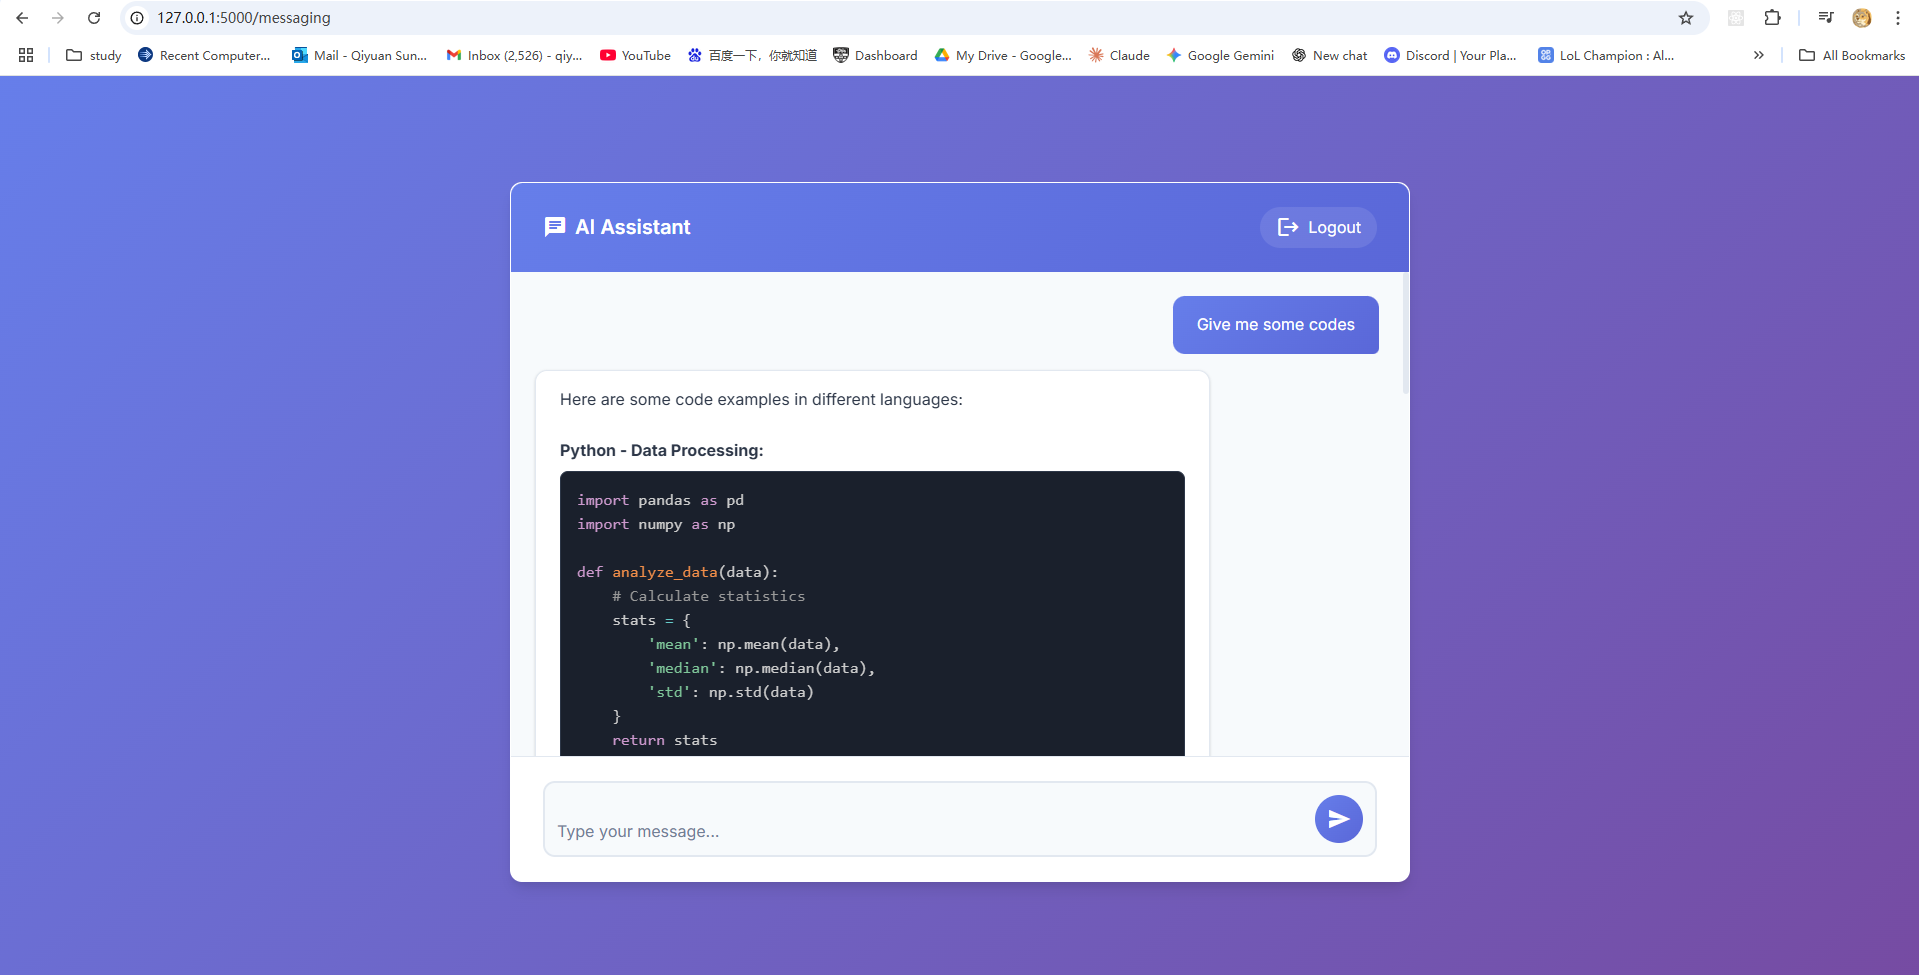 127.0.0.1:5000/messaging
study
Recent Computer...
Mail - Qiyuan Sun...
Inbox (2,526) - qiy...
YouTube
百度一下，你就知道
Dashboard
My Drive - Google...
Claude
Google Gemini
New chat
Discord | Your Pla...
LoL Champion : Al...
All Bookmarks
AI Assistant
Logout
Give me some codes
Here are some code examples in different languages:
Python - Data Processing:
import pandas as pd
import numpy as np
def analyze_data(data):
    # Calculate statistics
    stats = {
        'mean': np.mean(data),
        'median': np.median(data),
        'std': np.std(data)
    }
    return stats
Type your message...